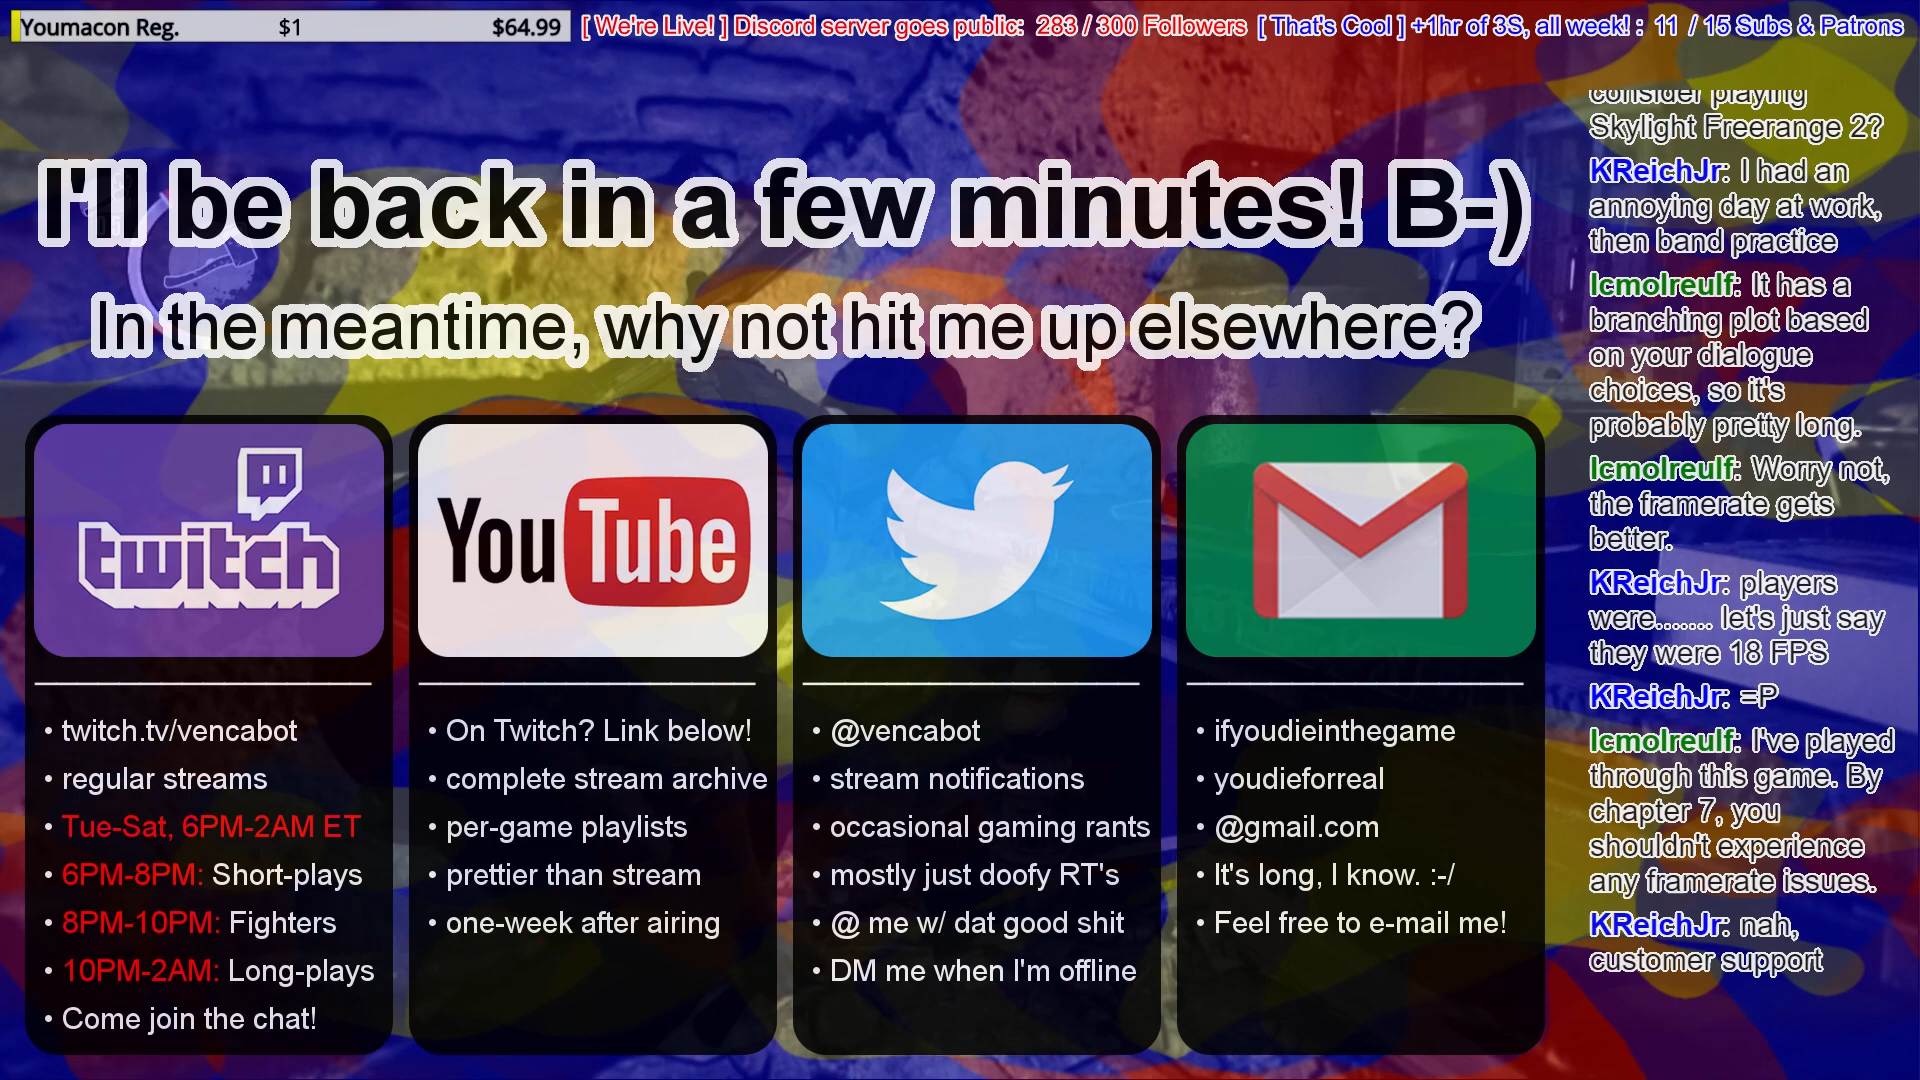 Youmacon Reg. $1 $64.99 [ We're Live! ] Discord server goes public: 283 / 300 Followers [ That's Cool ] +1hr of 3S, all week! : 11 / 15 Subs & Patrons
I'll be back in a few minutes! B-)
In the meantime, why not hit me up elsewhere?
twitch
• twitch.tv/vencabot
• regular streams
• Tue-Sat, 6PM-2AM ET
• 6PM-8PM: Short-plays
• 8PM-10PM: Fighters
• 10PM-2AM: Long-plays
• Come join the chat!
YouTube
• On Twitch? Link below!
• complete stream archive
• per-game playlists
• prettier than stream
• one-week after airing
• @vencabot
• stream notifications
• occasional gaming rants
• mostly just doofy RT's
• @ me w/ dat good shit
• DM me when I'm offline
• ifyoudieinthegame
• youdieforreal
• @gmail.com
• It's long, I know. :-/
• Feel free to e-mail me!
consider playing
Skylight Freerange 2?
KReichJr: I had an
annoying day at work,
then band practice
Icmolreulf: It has a
branching plot based
on your dialogue
choices, so it's
probably pretty long.
Icmolreulf: Worry not,
the framerate gets
better.
KReichJr: players
were....... let's just say
they were 18 FPS
KReichJr: =P
Icmolreulf: I've played
through this game. By
chapter 7, you
shouldn't experience
any framerate issues.
KReichJr: nah,
customer support